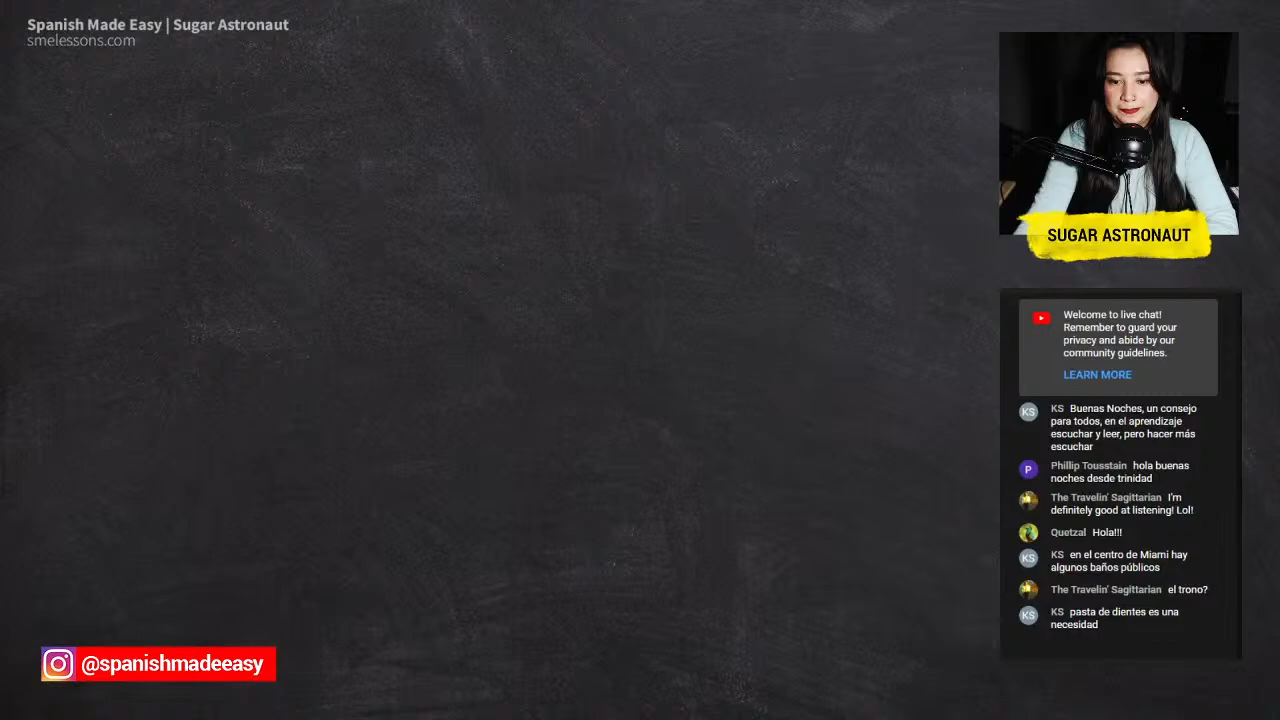 Spanish Made Easy | Sugar Astronaut
smelessons.com
SUGAR ASTRONAUT
Welcome to live chat!
Remember to guard your
privacy and abide by our
community guidelines.
LEARN MORE
KS KS Buenas Noches, un consejo
para todos, en el aprendizaje
escuchar y leer, pero hacer más
escuchar
P Phillip Tousstain hola buenas
noches desde trinidad
The Travelin' Sagittarian I'm
definitely good at listening! Lol!
Quetzal Hola!!!
KS KS en el centro de Miami hay
algunos baños públicos
The Travelin' Sagittarian el trono?
KS KS pasta de dientes es una
necesidad
@spanishmadeeasy